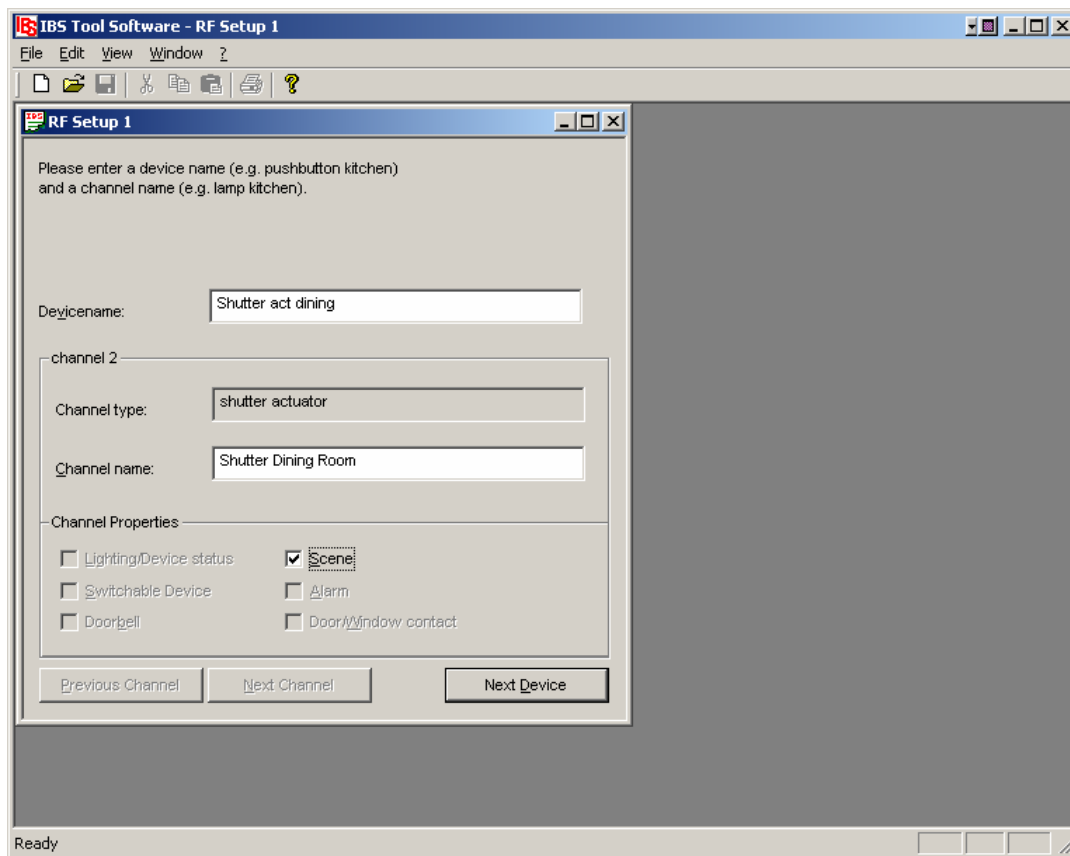 IBS Tool Software - RF Setup 1
File Edit View Window ?
RF Setup 1
Please enter a device name (e.g. pushbutton kitchen)
and a channel name (e.g. lamp kitchen).
Devicename: Shutter act dining
channel 2
Channel type: shutter actuator
Channel name: Shutter Dining Room
Channel Properties
Lighting/Device status Scene
Switchable Device Alarm
Doorbell Door/Window contact
Previous Channel Next Channel Next Device
Ready